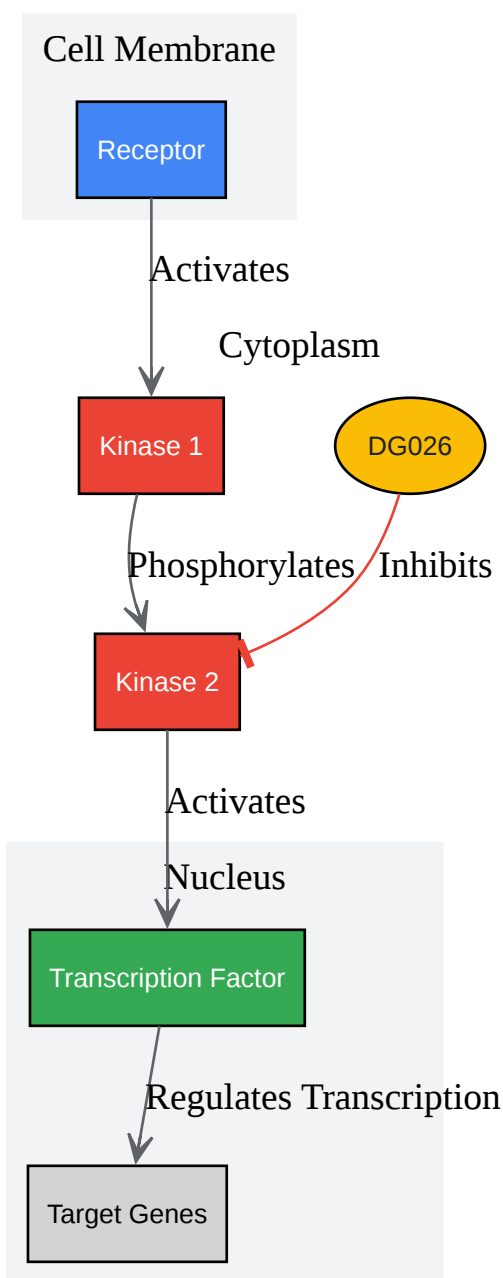 Cell Membrane
Receptor
Activates
Cytoplasm
Kinase 1
DG026
Phosphorylates
Inhibits
Kinase 2
Activates
Nucleus
Transcription Factor
Regulates Transcription
Target Genes